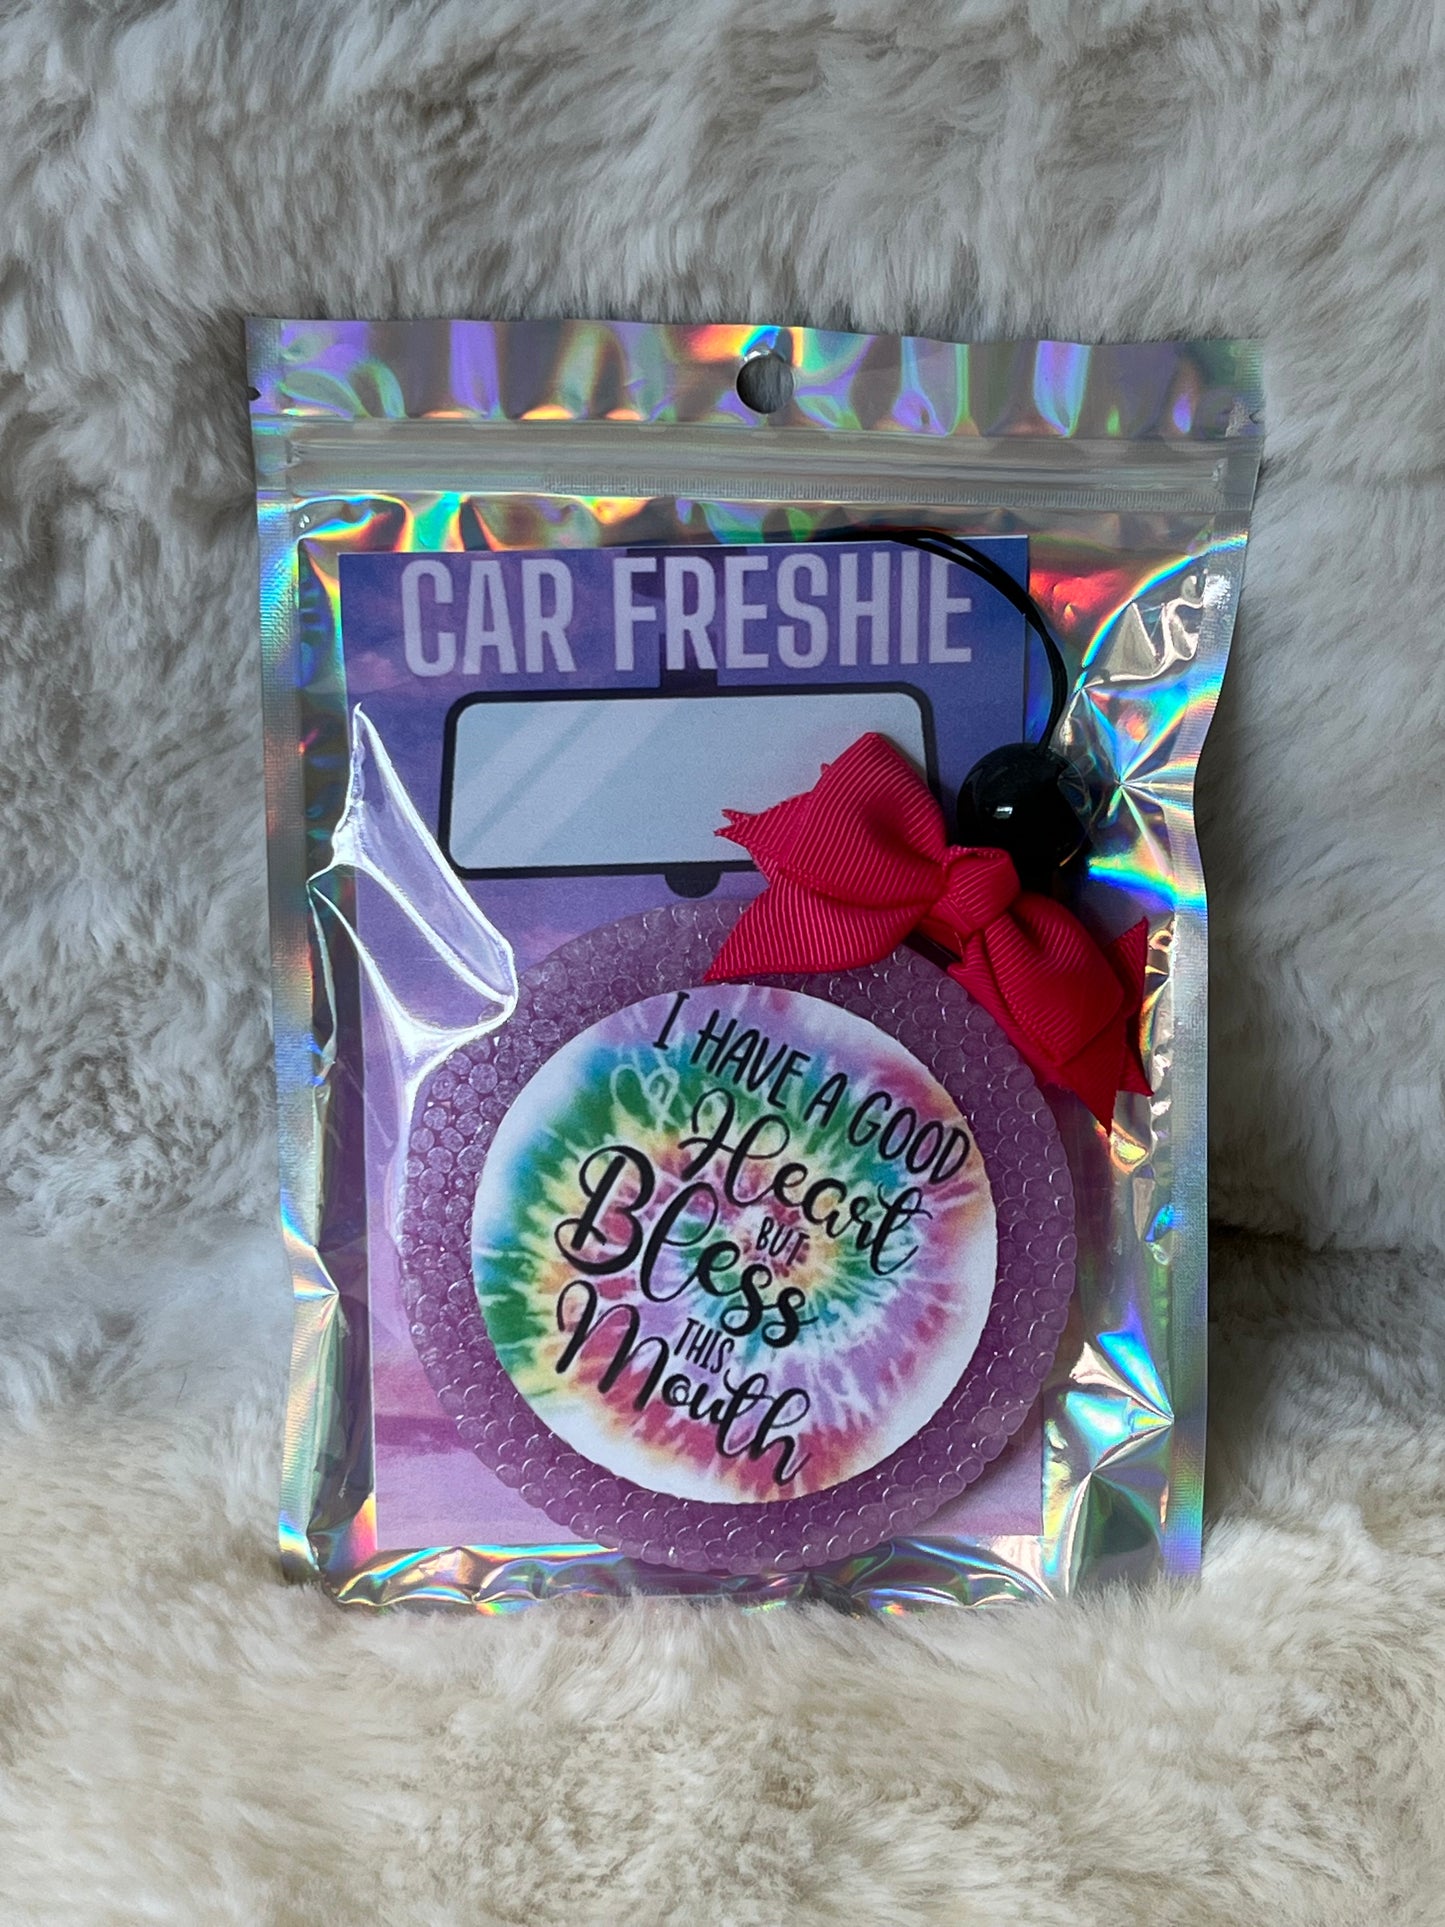 CAR FRESHIE
I HAVE A GOOD
Heart
BUT
Bless
THIS
Mouth